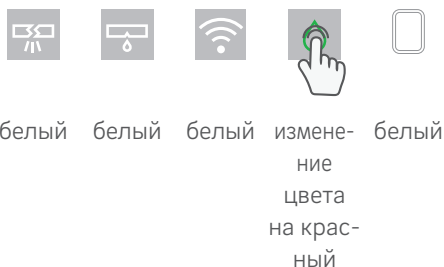 белый белый белый измене- белый
ние
цвета
на крас-
ный